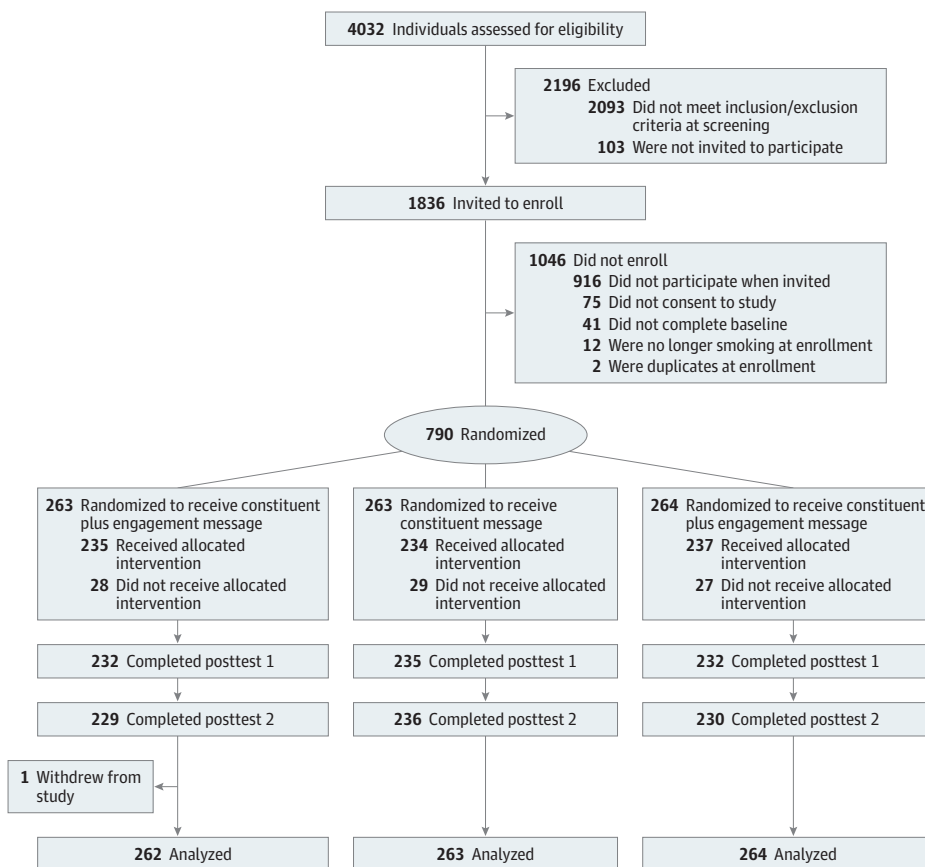 4032 Individuals assessed for eligibility
2196 Excluded
2093 Did not meet inclusion/exclusion
criteria at screening
103 Were not invited to participate
1836 Invited to enroll
1046 Did not enroll
916 Did not participate when invited
75 Did not consent to study
41 Did not complete baseline
12 Were no longer smoking at enrollment
2 Were duplicates at enrollment
790 Randomized
263 Randomized to receive constituent
plus engagement message
235 Received allocated
intervention
28 Did not receive allocated
intervention
263 Randomized to receive
constituent message
234 Received allocated
intervention
29 Did not receive allocated
intervention
264 Randomized to receive constituent
plus engagement message
237 Received allocated
intervention
27 Did not receive allocated
intervention
232 Completed posttest 1
235 Completed posttest 1
232 Completed posttest 1
229 Completed posttest 2
236 Completed posttest 2
230 Completed posttest 2
1 Withdrew from
study
262 Analyzed
263 Analyzed
264 Analyzed